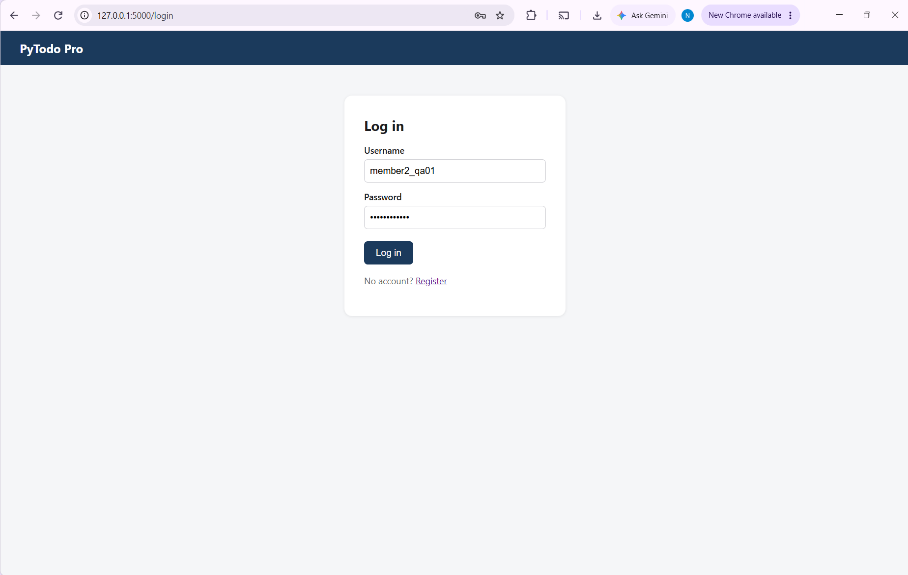 127.0.0.1:5000/login
Ask Gemini
N
New Chrome available
PyTodo Pro
Log in
Username
member2_qa01
Password
••••••••••••
Log in
No account? Register